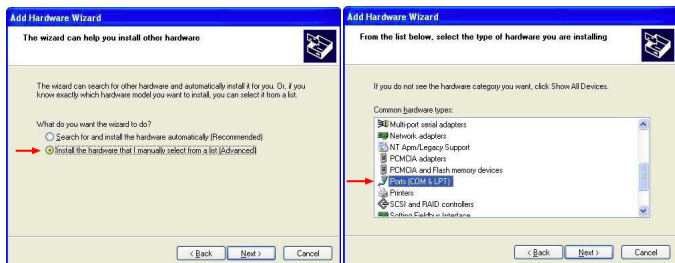 Add Hardware Wizard
The wizard can help you install other hardware
The wizard can search for other hardware and automatically install it for you. Or, if you
know exactly which hardware model you want to install, you can select it from a list.
What do you want the wizard to do?
Search for and install the hardware automatically (Recommended)
Install the hardware that I manually select from a list (Advanced)
< Back
Next >
Cancel
Add Hardware Wizard
From the list below, select the type of hardware you are installing
If you do not see the hardware category you want, click Show All Devices.
Common hardware types:
Multi-port serial adapters
Network adapters
NT Apm/Legacy Support
PCMCIA adapters
PCMCIA and Flash memory devices
Ports (COM & LPT)
Printers
SCSI and RAID controllers
Softing Fieldbus Interface
< Back
Next >
Cancel